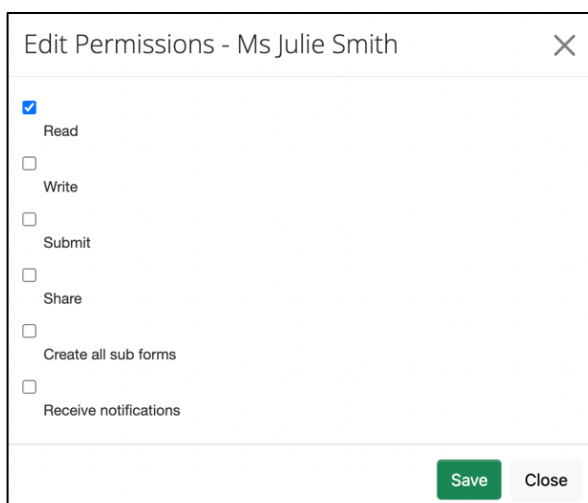 Edit Permissions - Ms Julie Smith
Read
Write
Submit
Share
Create all sub forms
Receive notifications
Save Close